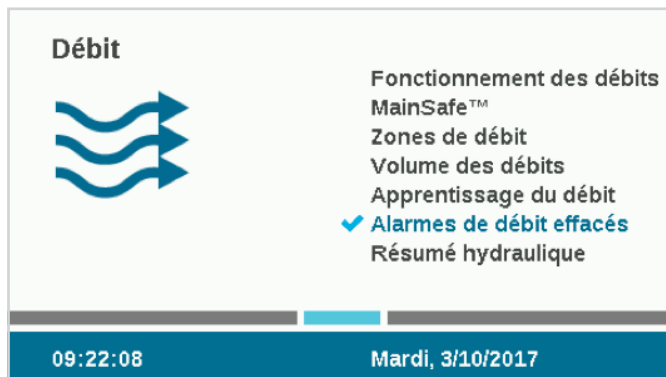 Débit
Fonctionnement des débits
MainSafe™
Zones de débit
Volume des débits
Apprentissage du débit
Alarmes de débit effacés
Résumé hydraulique
09:22:08
Mardi, 3/10/2017